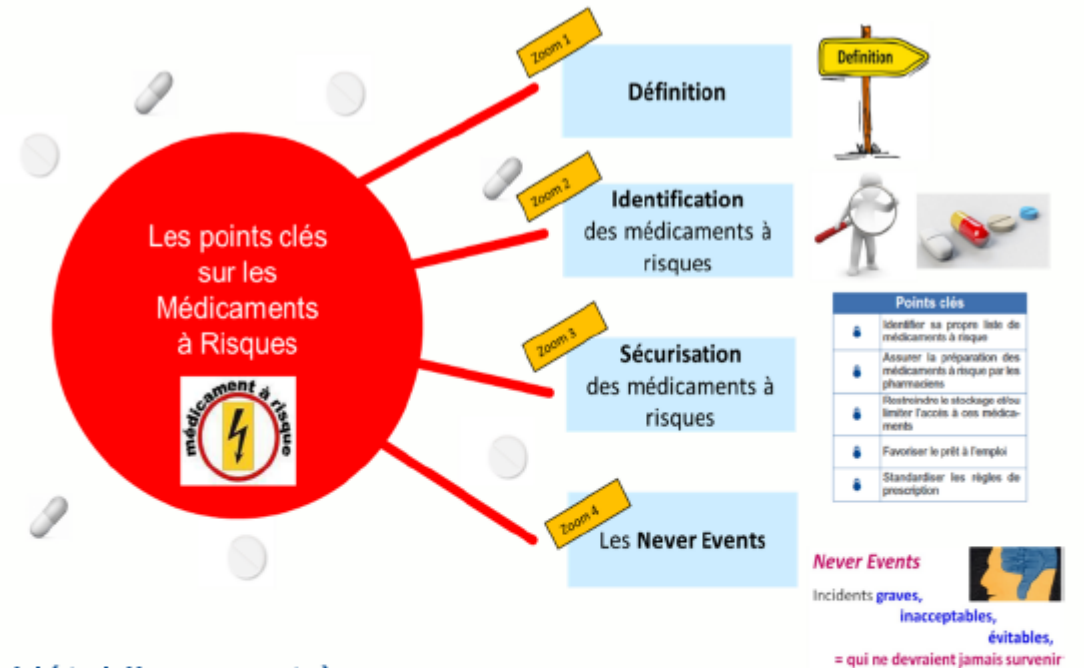 Les points clés
sur les
Médicaments
à Risques
médicament à risque
Zoom 1
Définition
Definition
Zoom 2
Identification
des médicaments à
risques
Zoom 3
Sécurisation
des médicaments à
risques
Points clés
Identifier sa propre liste de
médicaments à risque
Assurer la préparation des
médicaments à risque par les
pharmaciens
Restreindre le stockage et/ou
limiter l'accès à ces médica-
ments
Favoriser le prêt à l'emploi
Standardiser les règles de
prescription
Zoom 4
Les Never Events
Never Events
Incidents graves,
inacceptables,
évitables,
= qui ne devraient jamais survenir